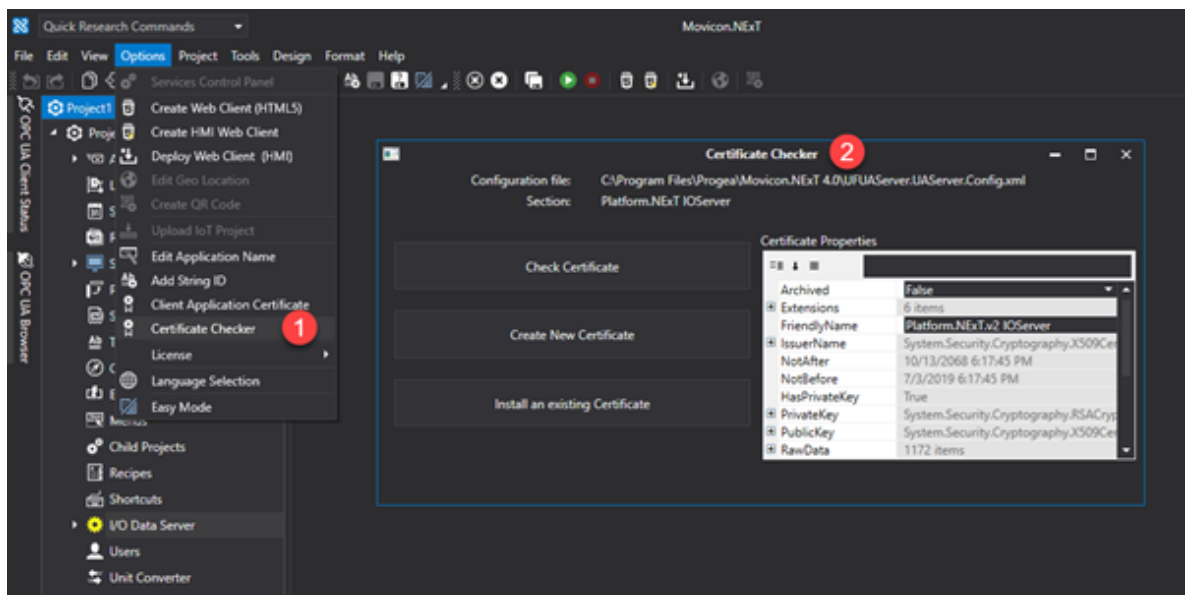 Quick Research Commands
Movicon.NExT
File Edit View Options Project Tools Design Format Help
Services Control Panel
Project1
Create Web Client (HTML5)
Proje
Create HMI Web Client
Deploy Web Client (HMI)
Edit Geo Location
Create QR Code
Upload IoT Project
Edit Application Name
Add String ID
Client Application Certificate
Certificate Checker 1
License
Language Selection
Easy Mode
Menus
Child Projects
Recipes
Shortcuts
I/O Data Server
Users
Unit Converter
OPC UA Client Status
OPC UA Browser
Certificate Checker 2
Configuration file: C:\Program Files\Progea\Movicon.NExT 4.0\UFUAServer.UAServer.Config.xml
Section: Platform.NExT IOServer
Check Certificate
Create New Certificate
Install an existing Certificate
Certificate Properties
Archived False
Extensions 6 items
FriendlyName Platform.NExT.v2 IOServer
IssuerName System.Security.Cryptography.X509Cer
NotAfter 10/13/2068 6:17:45 PM
NotBefore 7/3/2019 6:17:45 PM
HasPrivateKey True
PrivateKey System.Security.Cryptography.RSACryp
PublicKey System.Security.Cryptography.X509Cer
RawData 1172 items